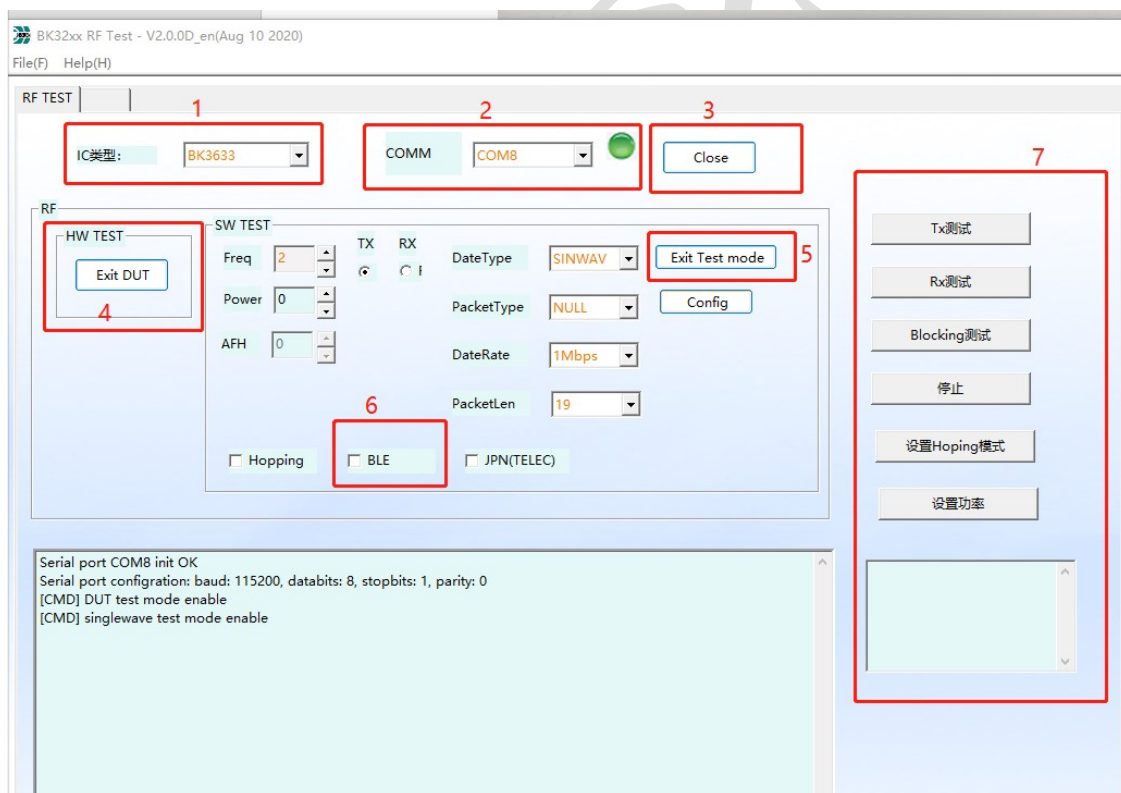 BK32xx RF Test - V2.0.0D_en(Aug 10 2020)
File(F) Help(H)
RF TEST
1
2
3
IC类型: BK3633
COMM COM8
Close
7
RF
HW TEST
Exit DUT
4
SW TEST
Freq 2
TX RX
DateType SINWAV
Exit Test mode
5
Power 0
PacketType NULL
Config
AFH 0
DateRate 1Mbps
PacketLen 19
6
Hopping
BLE
JPN(TELEC)
Tx测试
Rx测试
Blocking测试
停止
设置Hoping模式
设置功率
Serial port COM8 init OK
Serial port configration: baud: 115200, databits: 8, stopbits: 1, parity: 0
[CMD] DUT test mode enable
[CMD] singlewave test mode enable